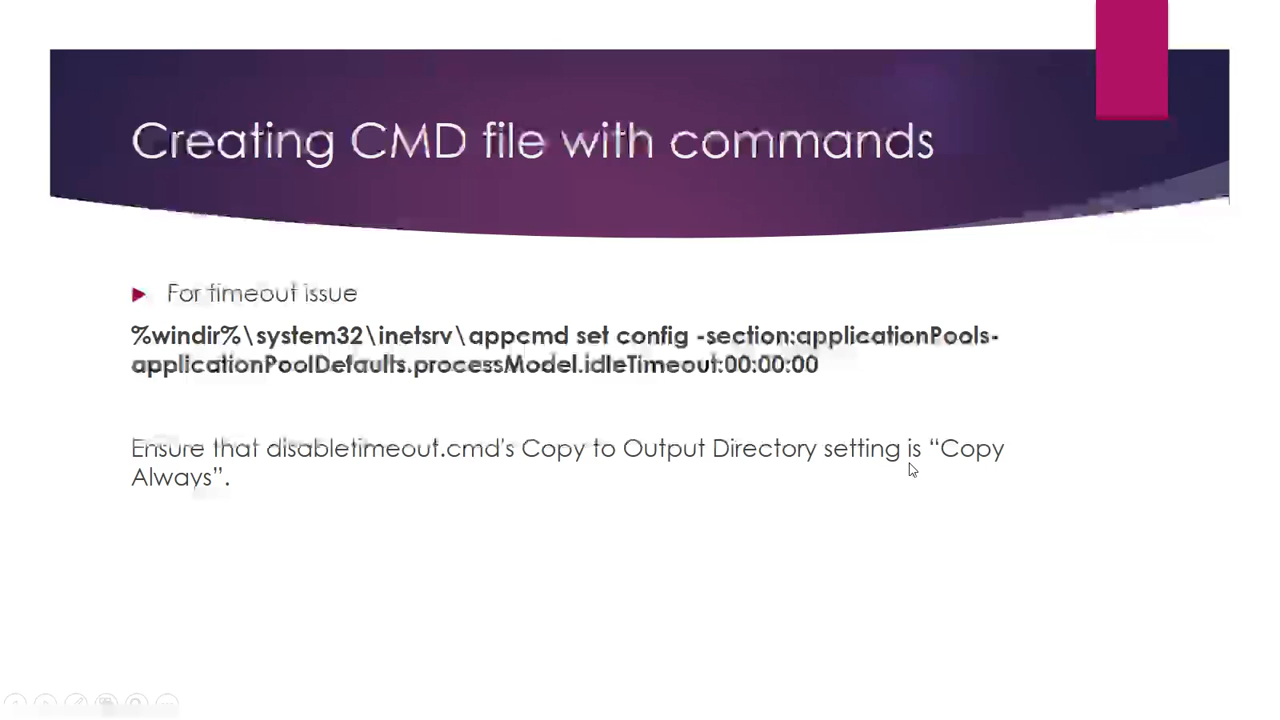 Creating CMD file with commands
For timeout issue
%windir%\system32\inetsrv\appcmd set config -section:applicationPools-
applicationPoolDefaults.processModel.idleTimeout:00:00:00
Ensure that disabletimeout.cmd's Copy to Output Directory setting is “Copy
Always”.